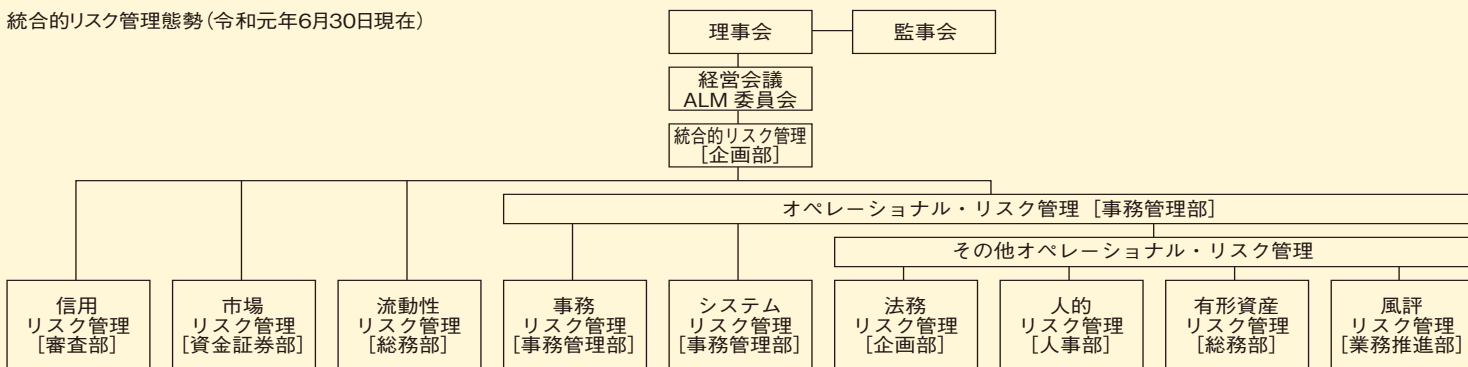 統合的リスク管理態勢（令和元年6月30日現在）
理事会
監事会
経営会議
ALM 委員会
統合的リスク管理
［企画部］
オペレーショナル・リスク管理［事務管理部］
その他オペレーショナル・リスク管理
信用
リスク管理
［審査部］
市場
リスク管理
［資金証券部］
流動性
リスク管理
［総務部］
事務
リスク管理
［事務管理部］
システム
リスク管理
［事務管理部］
法務
リスク管理
［企画部］
人的
リスク管理
［人事部］
有形資産
リスク管理
［総務部］
風評
リスク管理
［業務推進部］